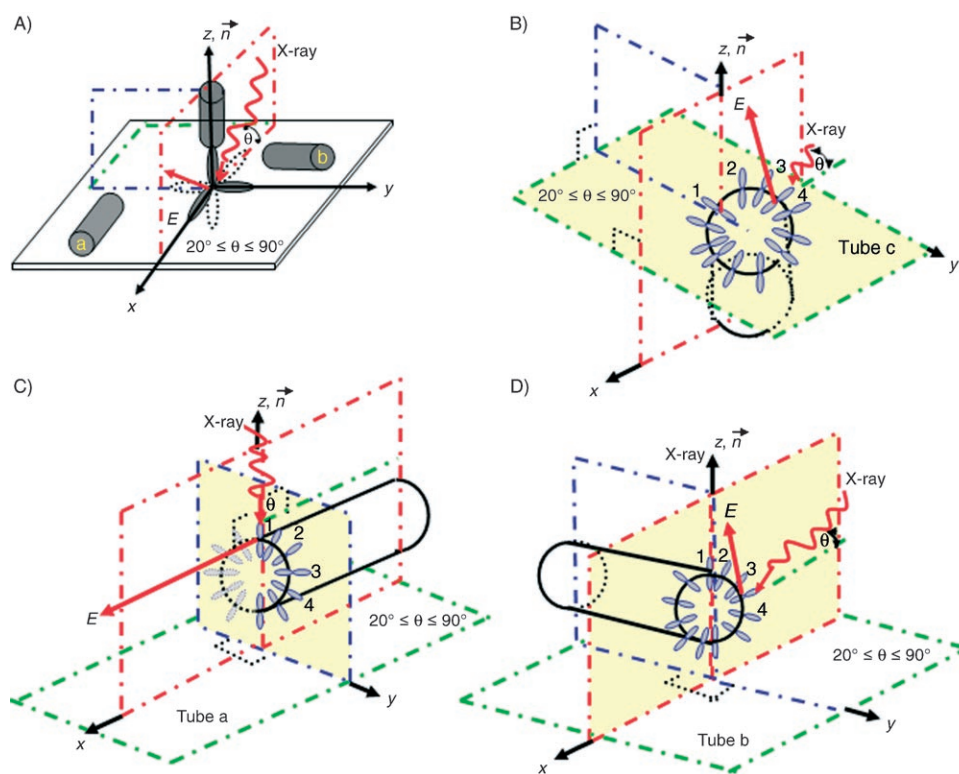 A)
z, n
X-ray
θ
b
y
E
a
20° ≤ θ ≤ 90°
x
B)
z, n
E
X-ray
θ
2
3
1
4
20° ≤ θ ≤ 90°
Tube c
y
x
C)
z, n
X-ray
θ
1
2
3
4
E
20° ≤ θ ≤ 90°
y
Tube a
x
D)
z, n
X-ray
X-ray
E
θ
1
2
3
4
20° ≤ θ ≤ 90°
y
Tube b
x